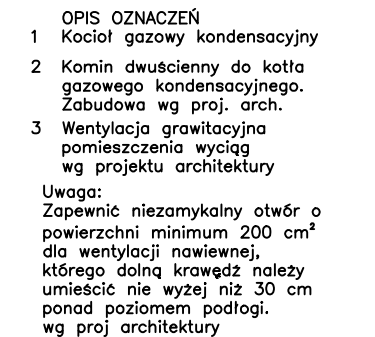 OPIS OZNACZEŃ
1 Kocioł gazowy kondensacyjny
2 Komin dwuścienny do kotła
gazowego kondensacyjnego.
Zabudowa wg proj. arch.
3 Wentylacja grawitacyjna
pomieszczenia wyciąg
wg projektu architektury
Uwaga:
Zapewnić niezamykalny otwór o
powierzchni minimum 200 cm²
dla wentylacji nawiewnej,
którego dolną krawędź należy
umieścić nie wyżej niż 30 cm
ponad poziomem podłogi.
wg proj architektury